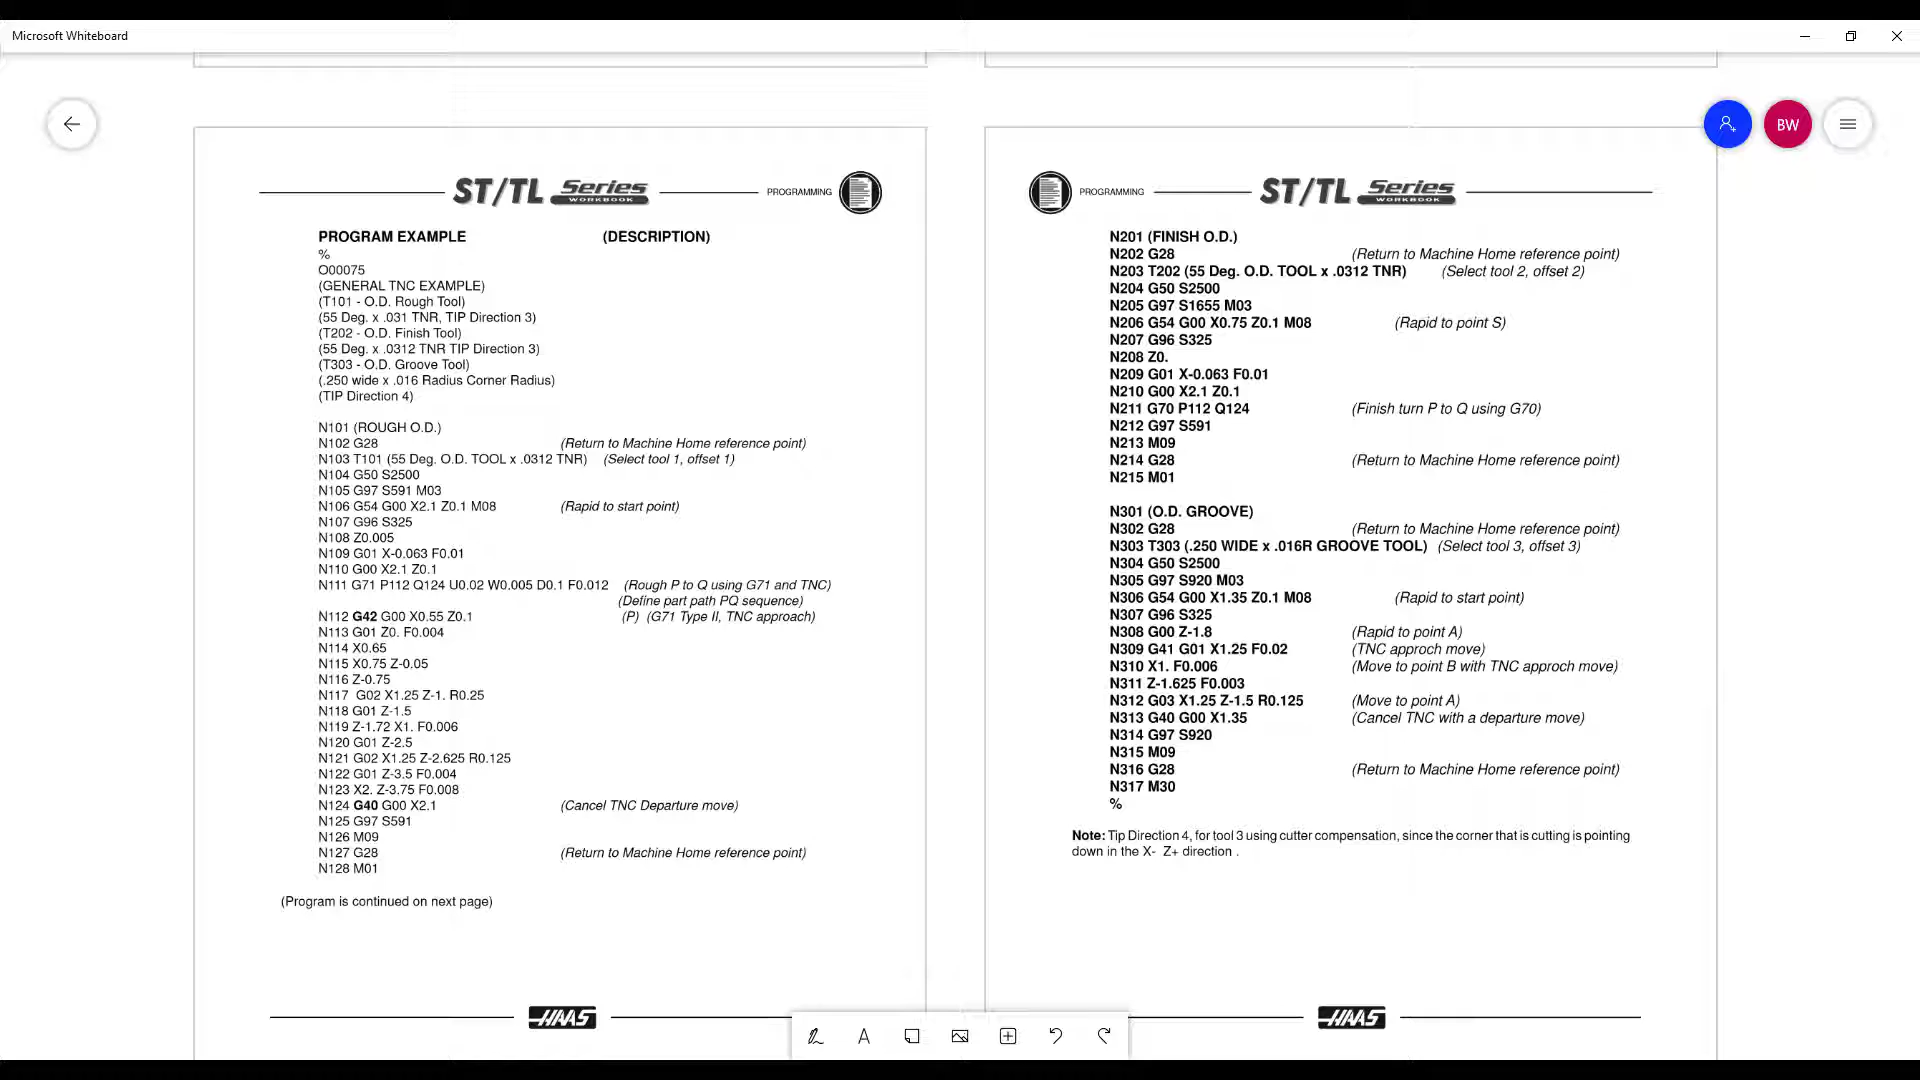 Microsoft Whiteboard
BW
ST/TL Series WORKBOOK PROGRAMMING
PROGRAM EXAMPLE (DESCRIPTION)
%
O00075
(GENERAL TNC EXAMPLE)
(T101 - O.D. Rough Tool)
(55 Deg. x .031 TNR, TIP Direction 3)
(T202 - O.D. Finish Tool)
(55 Deg. x .0312 TNR TIP Direction 3)
(T303 - O.D. Groove Tool)
(.250 wide x .016 Radius Corner Radius)
(TIP Direction 4)
N101 (ROUGH O.D.)
N102 G28 (Return to Machine Home reference point)
N103 T101 (55 Deg. O.D. TOOL x .0312 TNR) (Select tool 1, offset 1)
N104 G50 S2500
N105 G97 S591 M03
N106 G54 G00 X2.1 Z0.1 M08 (Rapid to start point)
N107 G96 S325
N108 Z0.005
N109 G01 X-0.063 F0.01
N110 G00 X2.1 Z0.1
N111 G71 P112 Q124 U0.02 W0.005 D0.1 F0.012 (Rough P to Q using G71 and TNC)
(Define part path PQ sequence)
N112 G42 G00 X0.55 Z0.1 (P) (G71 Type II, TNC approach)
N113 G01 Z0. F0.004
N114 X0.65
N115 X0.75 Z-0.05
N116 Z-0.75
N117 G02 X1.25 Z-1. R0.25
N118 G01 Z-1.5
N119 Z-1.72 X1. F0.006
N120 G01 Z-2.5
N121 G02 X1.25 Z-2.625 R0.125
N122 G01 Z-3.5 F0.004
N123 X2. Z-3.75 F0.008
N124 G40 G00 X2.1 (Cancel TNC Departure move)
N125 G97 S591
N126 M09
N127 G28 (Return to Machine Home reference point)
N128 M01
(Program is continued on next page)
HAAS
PROGRAMMING ST/TL Series WORKBOOK
N201 (FINISH O.D.)
N202 G28 (Return to Machine Home reference point)
N203 T202 (55 Deg. O.D. TOOL x .0312 TNR) (Select tool 2, offset 2)
N204 G50 S2500
N205 G97 S1655 M03
N206 G54 G00 X0.75 Z0.1 M08 (Rapid to point S)
N207 G96 S325
N208 Z0.
N209 G01 X-0.063 F0.01
N210 G00 X2.1 Z0.1
N211 G70 P112 Q124 (Finish turn P to Q using G70)
N212 G97 S591
N213 M09
N214 G28 (Return to Machine Home reference point)
N215 M01
N301 (O.D. GROOVE)
N302 G28 (Return to Machine Home reference point)
N303 T303 (.250 WIDE x .016R GROOVE TOOL) (Select tool 3, offset 3)
N304 G50 S2500
N305 G97 S920 M03
N306 G54 G00 X1.35 Z0.1 M08 (Rapid to start point)
N307 G96 S325
N308 G00 Z-1.8 (Rapid to point A)
N309 G41 G01 X1.25 F0.02 (TNC approch move)
N310 X1. F0.006 (Move to point B with TNC approch move)
N311 Z-1.625 F0.003
N312 G03 X1.25 Z-1.5 R0.125 (Move to point A)
N313 G40 G00 X1.35 (Cancel TNC with a departure move)
N314 G97 S920
N315 M09
N316 G28 (Return to Machine Home reference point)
N317 M30
%
Note: Tip Direction 4, for tool 3 using cutter compensation, since the corner that is cutting is pointing
down in the X- Z+ direction .
HAAS